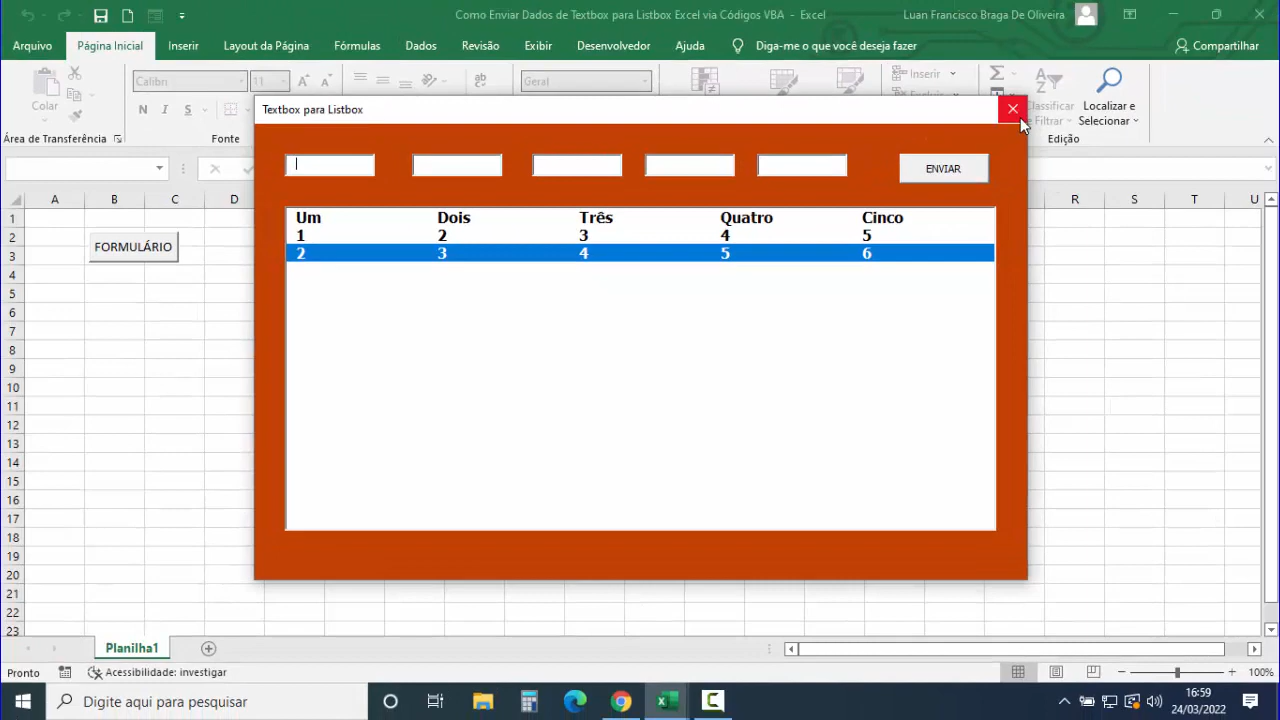 Como Enviar Dados de Textbox para Listbox Excel via Códigos VBA - Excel
Luan Francisco Braga De Oliveira
Arquivo Página Inicial Inserir Layout da Página Fórmulas Dados Revisão Exibir Desenvolvedor Ajuda Diga-me o que você deseja fazer Compartilhar
Calibri 11 Geral Inserir
Colar N I S ab Classificar Localizar e
e Filtrar Selecionar
Área de Transferência Fonte Edição
Textbox para Listbox
ENVIAR
A B C D R S T U
Um Dois Três Quatro Cinco
1 2 3 4 5
2 3 4 5 6
FORMULÁRIO
1
2
3
4
5
6
7
8
9
10
11
12
13
14
15
16
17
18
19
20
21
22
23
Planilha1
Pronto Acessibilidade: investigar 100%
Digite aqui para pesquisar
16:59
24/03/2022